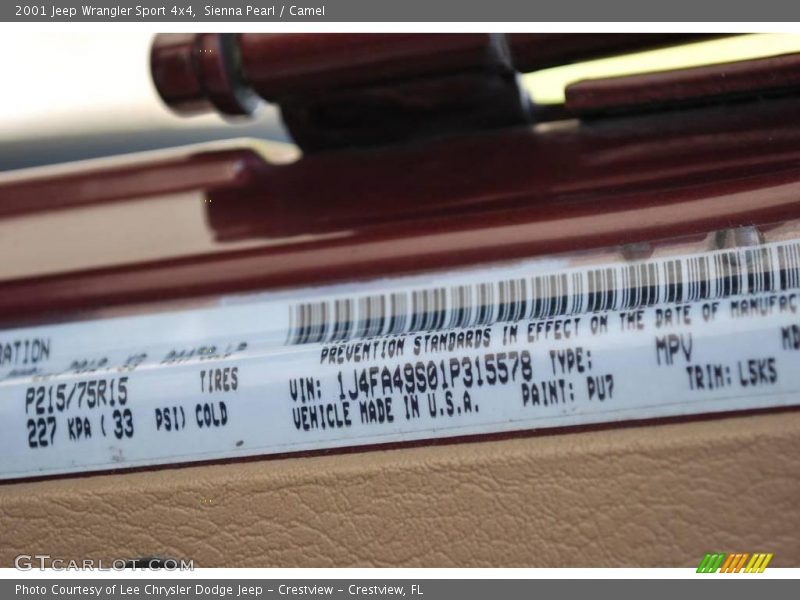 2001 Jeep Wrangler Sport 4x4, Sienna Pearl / Camel
PREVENTION STANDARDS IN EFFECT ON THE DATE OF MANUFAC
RATION
P215/75R15 TIRES
227 KPA ( 33 PSI) COLD
VIN: 1J4FA49S01P315578 TYPE: MPV
VEHICLE MADE IN U.S.A. PAINT: PU7 TRIM: L5K5
GTCARLOT.COM
Photo Courtesy of Lee Chrysler Dodge Jeep – Crestview – Crestview, FL